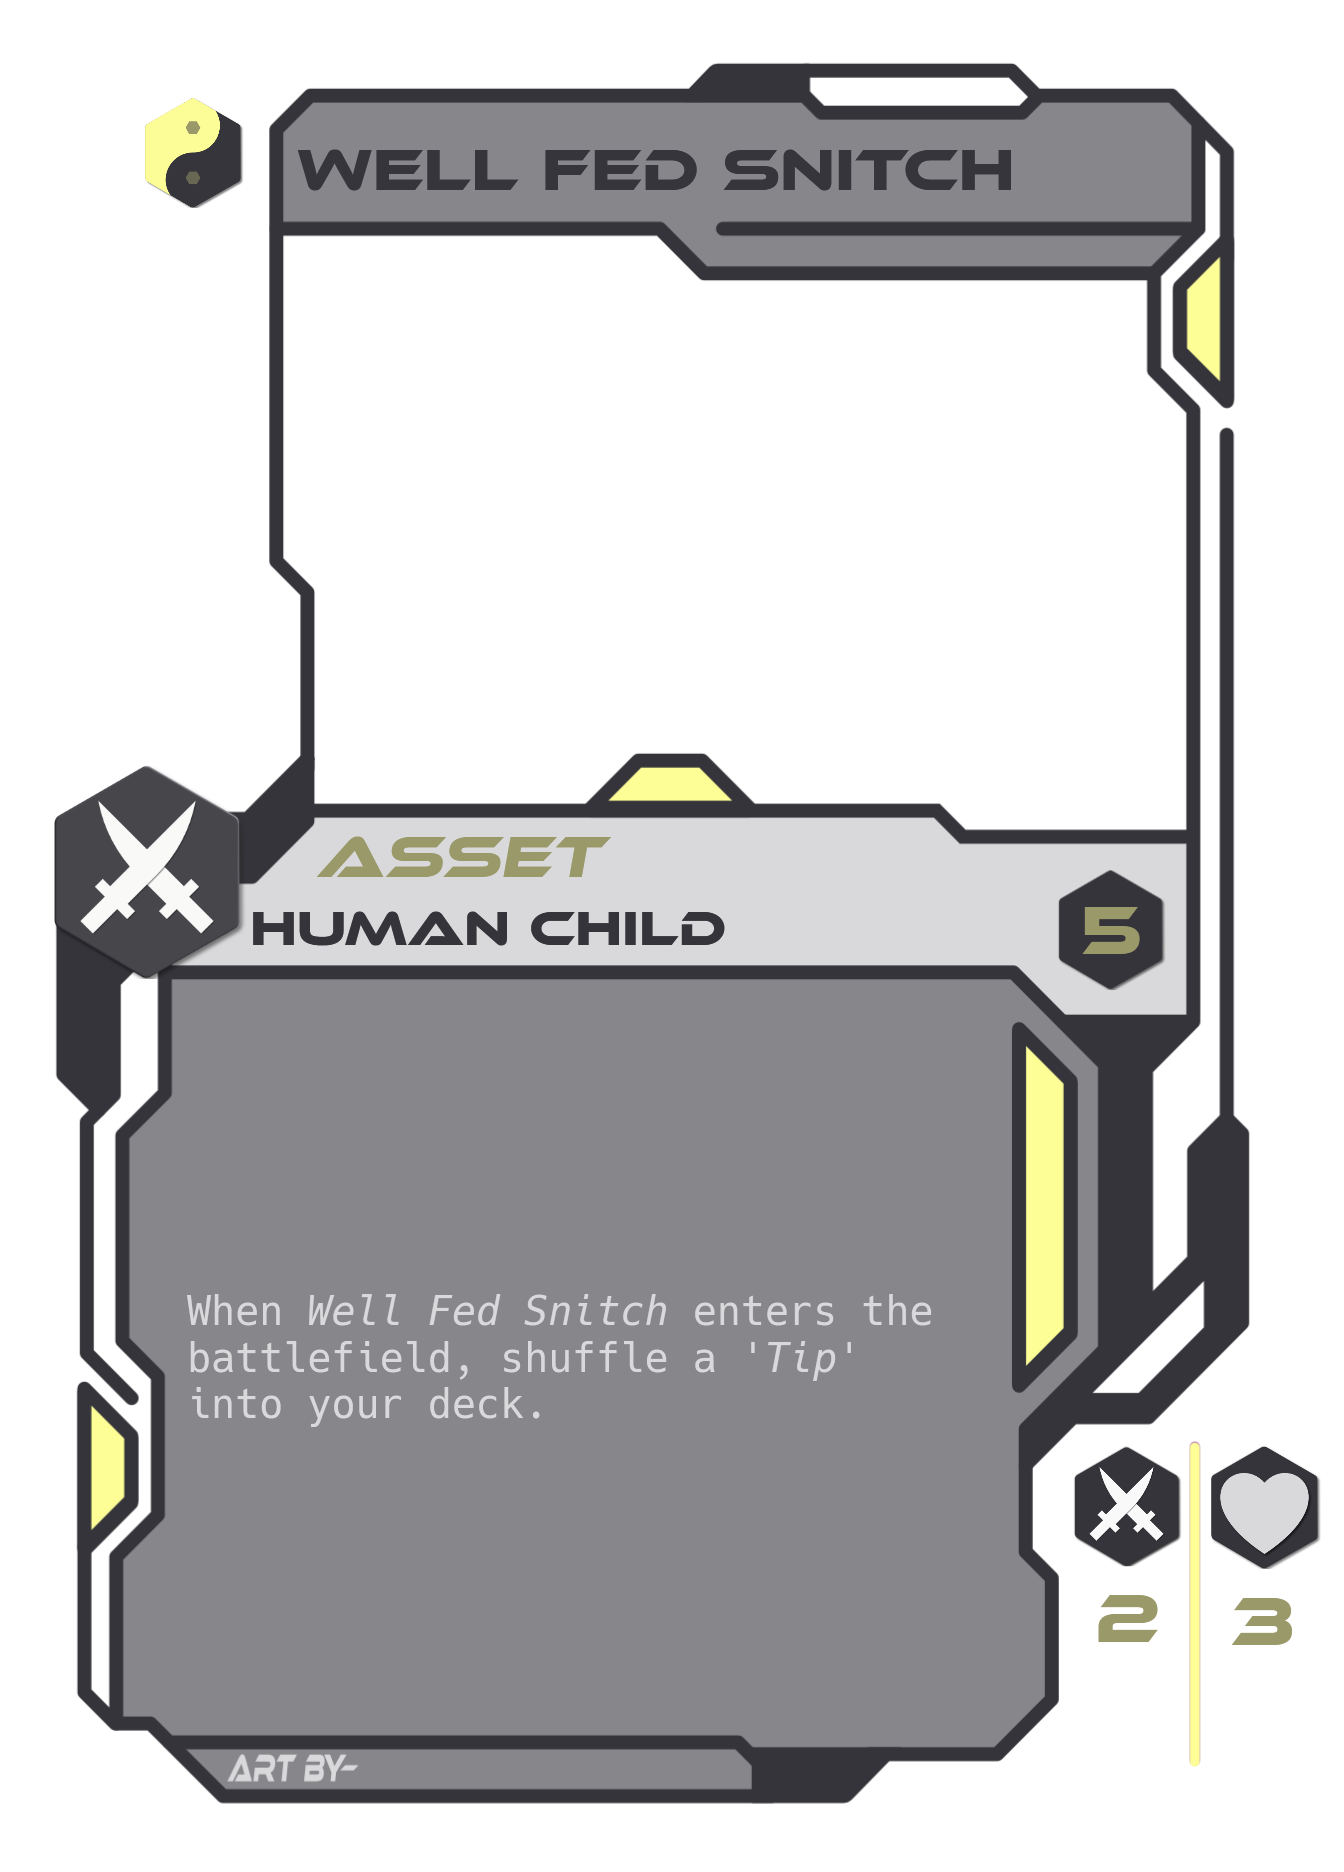 WELL FED SNITCH
ASSET
HUMAN CHILD
5
When Well Fed Snitch enters the
battlefield, shuffle a 'Tip'
into your deck.
2
3
ART BY-